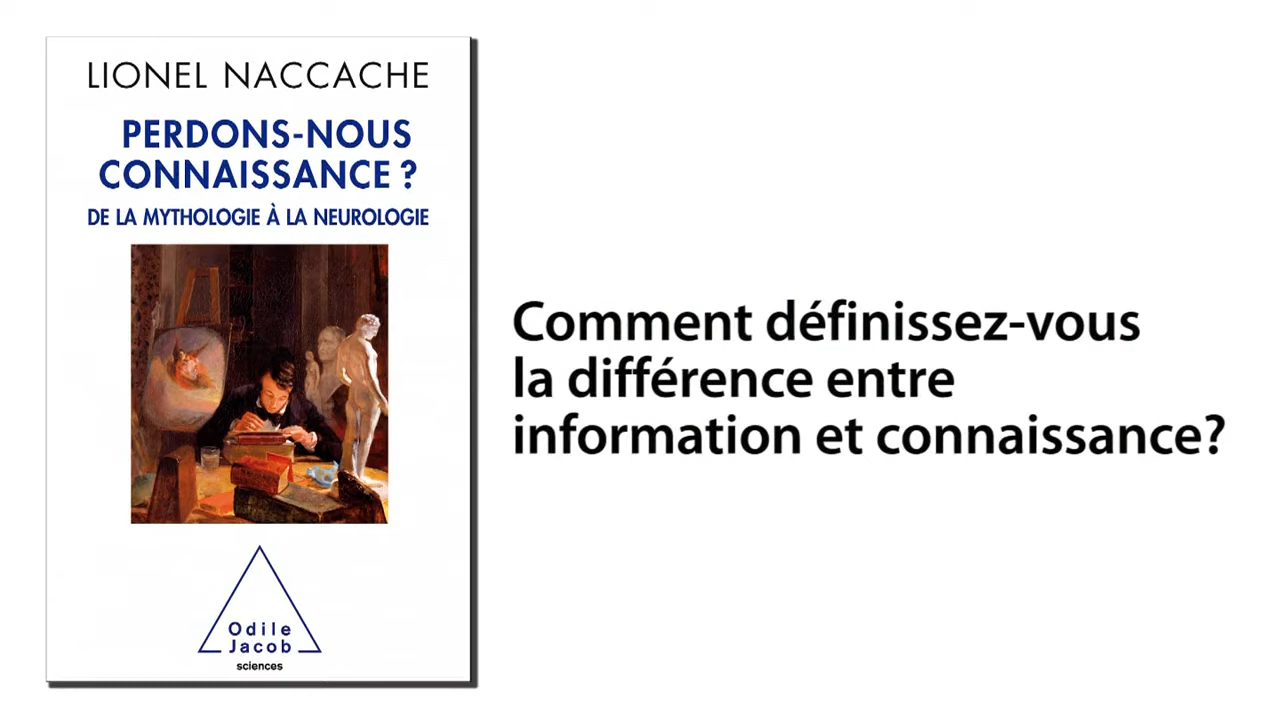 LIONEL NACCACHE
PERDONS-NOUS
CONNAISSANCE ?
DE LA MYTHOLOGIE À LA NEUROLOGIE
Odile
Jacob
sciences
Comment définissez-vous
la différence entre
information et connaissance?